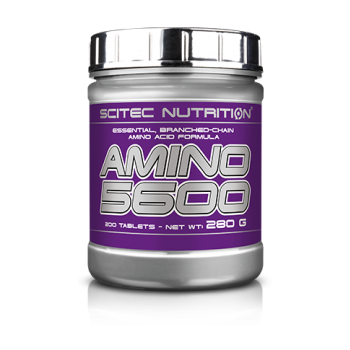 SCITEC NUTRITION
ESSENTIAL, BRANCHED-CHAIN
AMINO ACID FORMULA
AMINO
5600
200 TABLETS - NET WT: 280 G